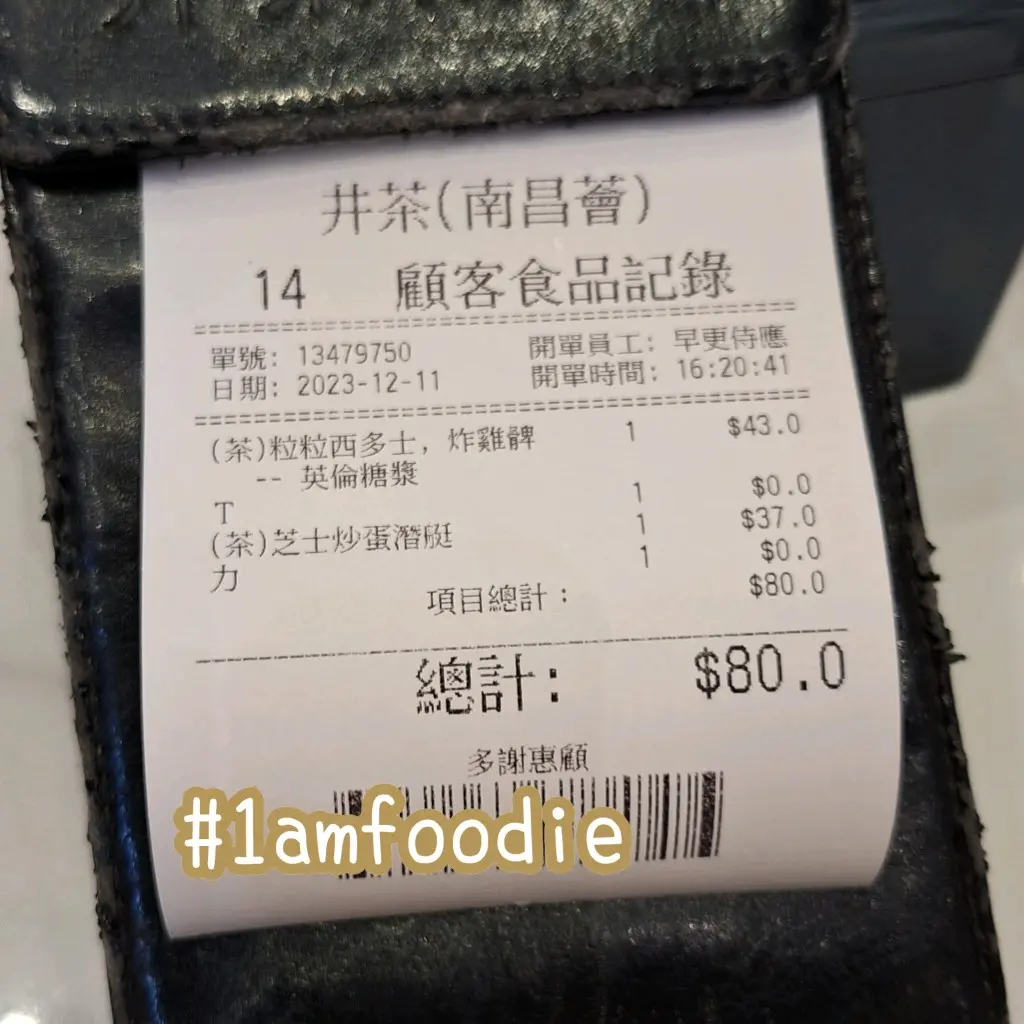 井茶(南昌薈)
14 顧客食品記錄
單號: 13479750 開單員工: 早更侍應
日期: 2023-12-11 開單時間: 16:20:41
(茶)粒粒西多士, 炸雞髀 1 $43.0
-- 英倫糖漿
T 1 $0.0
(茶)芝士炒蛋潛艇 1 $37.0
力 1 $0.0
項目總計: $80.0
總計: $80.0
多謝惠顧
#1amfoodie